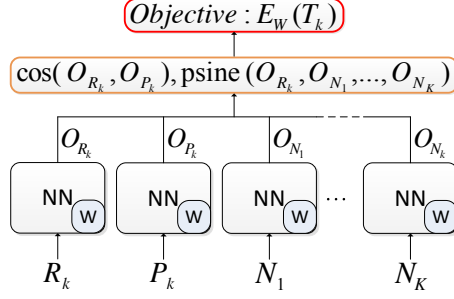 Objective : E_W (T_k)
cos( O_{R_k} , O_{P_k} ), psine ( O_{R_k} , O_{N_1} ,..., O_{N_K} )
O_{R_k} O_{P_k} O_{N_1} O_{N_k}
NN NN NN ... NN
W W W W
R_k P_k N_1 N_K